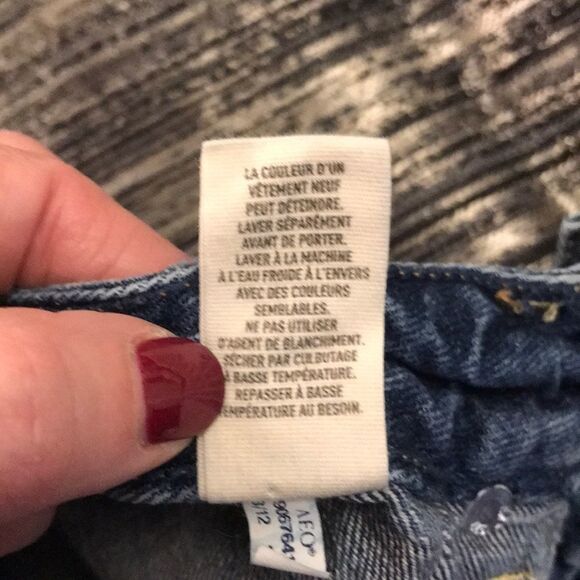 LA COULEUR D'UN
VÊTEMENT NEUF
PEUT DÉTEINDRE.
LAVER SÉPARÉMENT
AVANT DE PORTER.
LAVER À LA MACHINE
À L'EAU FROIDE À L'ENVERS
AVEC DES COULEURS
SEMBLABLES.
NE PAS UTILISER
D'AGENT DE BLANCHIMENT.
SÉCHER PAR CULBUTAGE
À BASSE TEMPÉRATURE.
REPASSER À BASSE
TEMPÉRATURE AU BESOIN.
AEO®